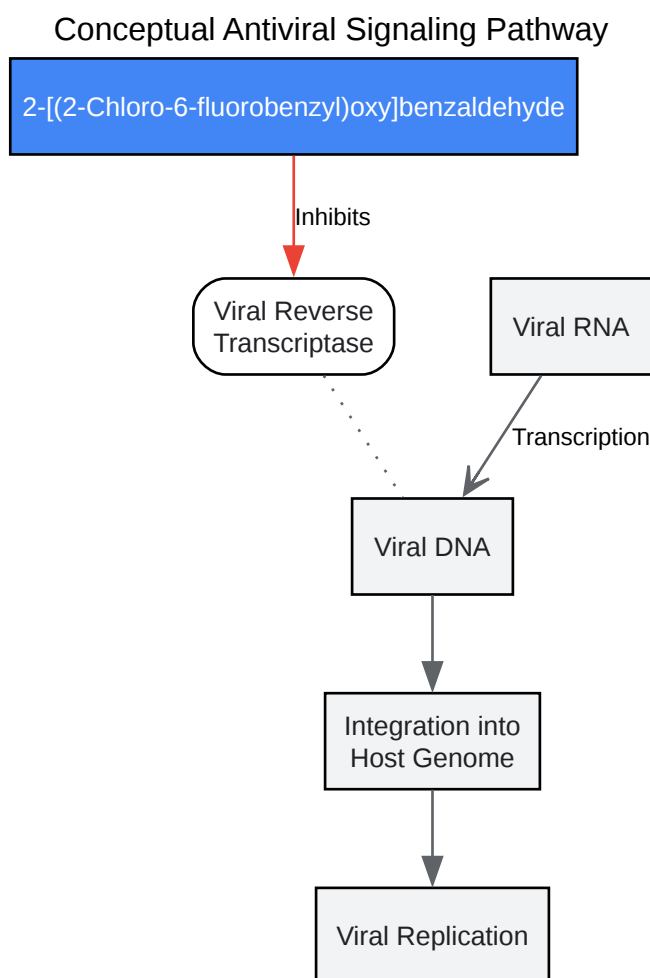 Conceptual Antiviral Signaling Pathway
2-[(2-Chloro-6-fluorobenzyl)oxy]benzaldehyde
Inhibits
Viral Reverse
Transcriptase
Viral RNA
Transcription
Viral DNA
Integration into
Host Genome
Viral Replication